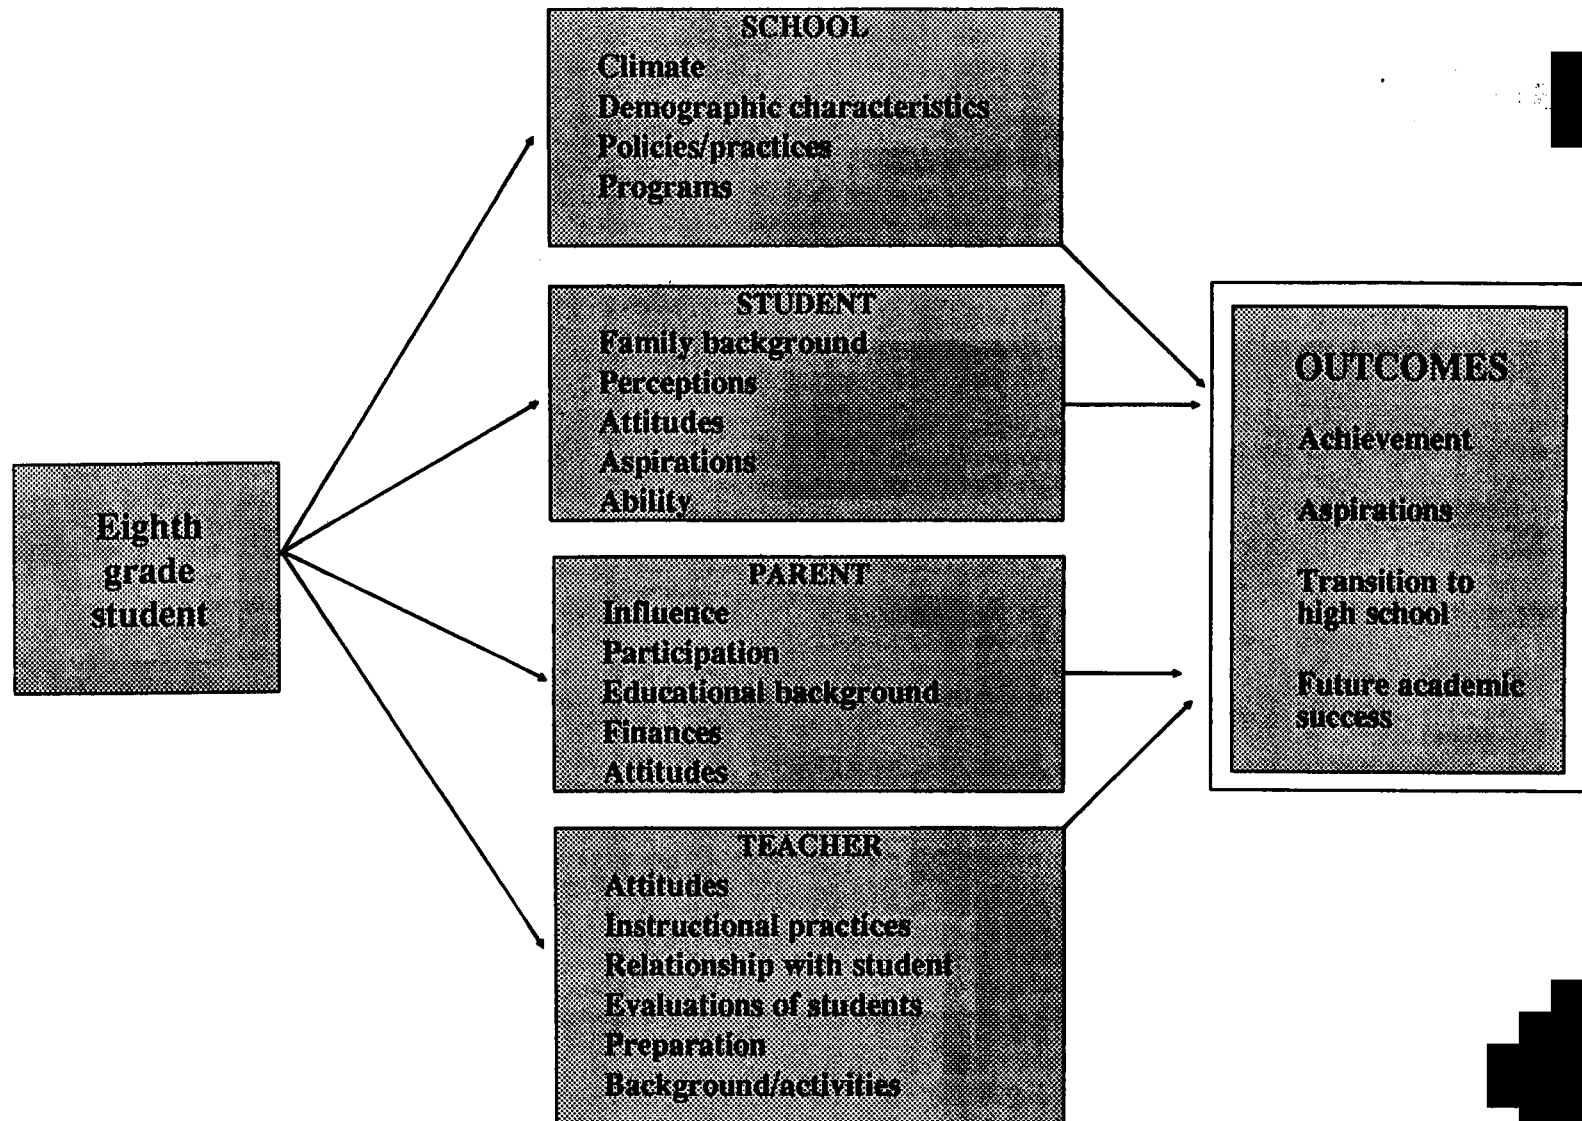 Eighth
grade
student
SCHOOL
Climate
Demographic characteristics
Policies/practices
Programs
STUDENT
Family background
Perceptions
Attitudes
Aspirations
Ability
PARENT
Influence
Participation
Educational background
Finances
Attitudes
TEACHER
Attitudes
Instructional practices
Relationship with student
Evaluations of students
Preparation
Background/activities
OUTCOMES
Achievement
Aspirations
Transition to
high school
Future academic
success